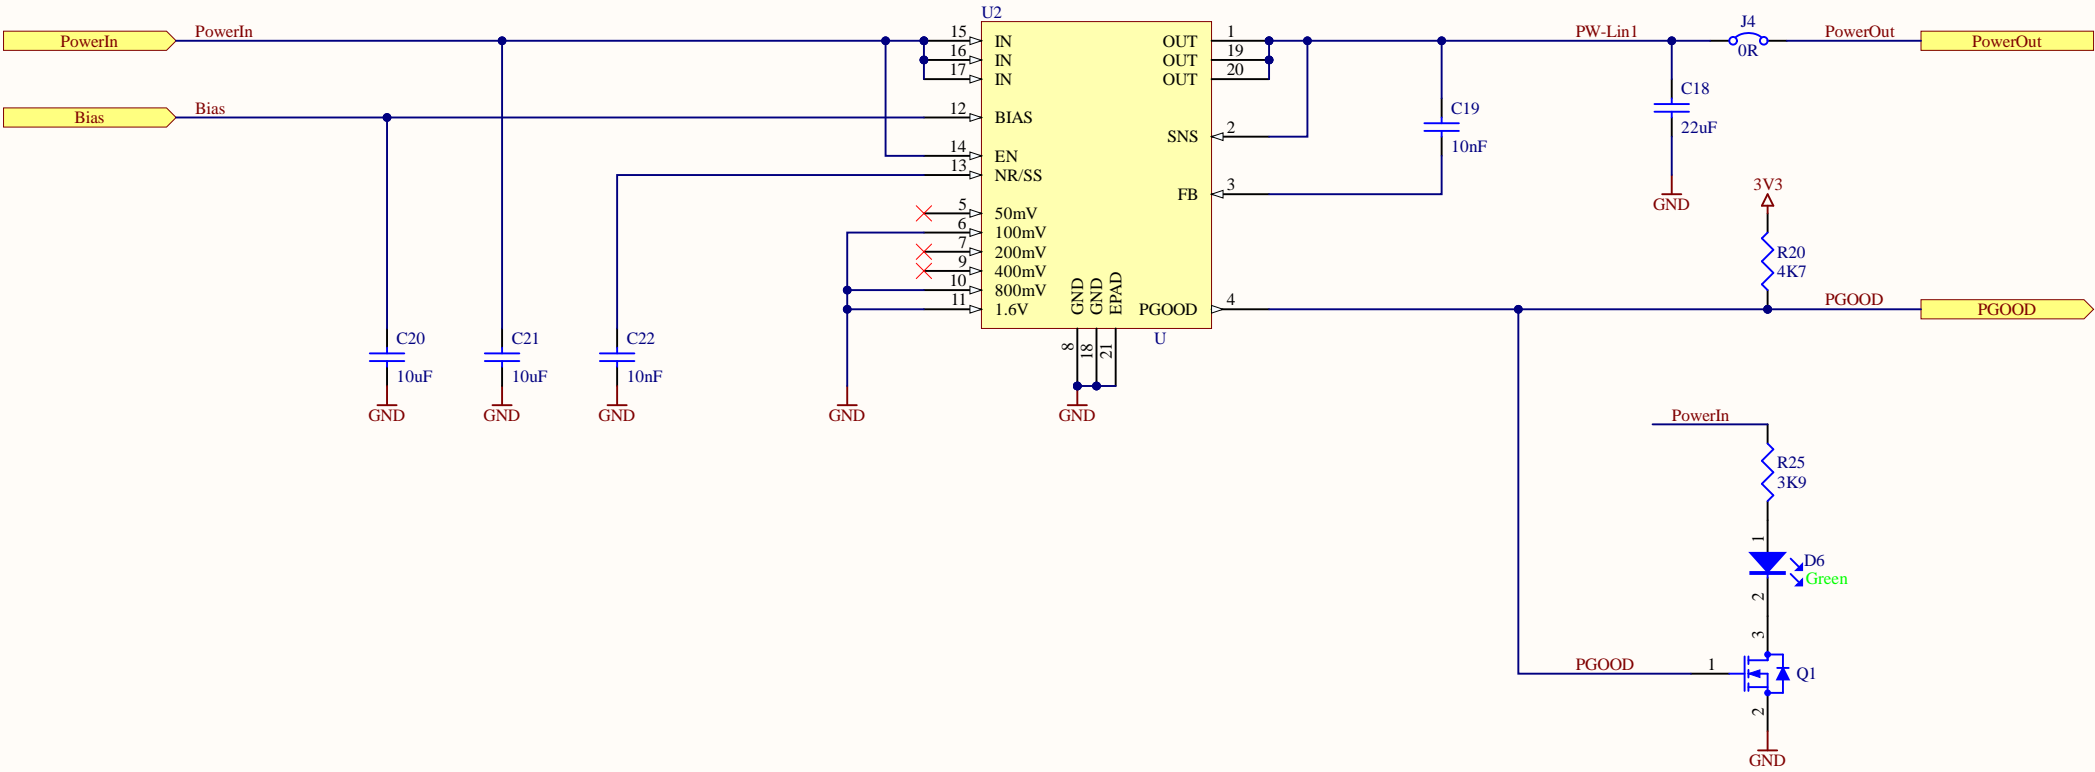 U2
PowerIn
PowerIn
15
IN
16
IN
17
IN
Bias
Bias
12
BIAS
14
EN
13
NR/SS
5
50mV
6
100mV
7
200mV
9
400mV
10
800mV
11
1.6V
OUT
1
OUT
19
OUT
20
SNS
2
FB
3
PGOOD
4
GND
GND
EPAD
8
18
21
U
GND
PW-Lin1
J4
0R
PowerOut
PowerOut
C18
22uF
GND
C19
10nF
3V3
R20
4K7
PGOOD
PGOOD
C20
10uF
GND
C21
10uF
GND
C22
10nF
GND
GND
PowerIn
R25
3K9
1
D6
Green
2
3
PGOOD
1
Q1
2
GND